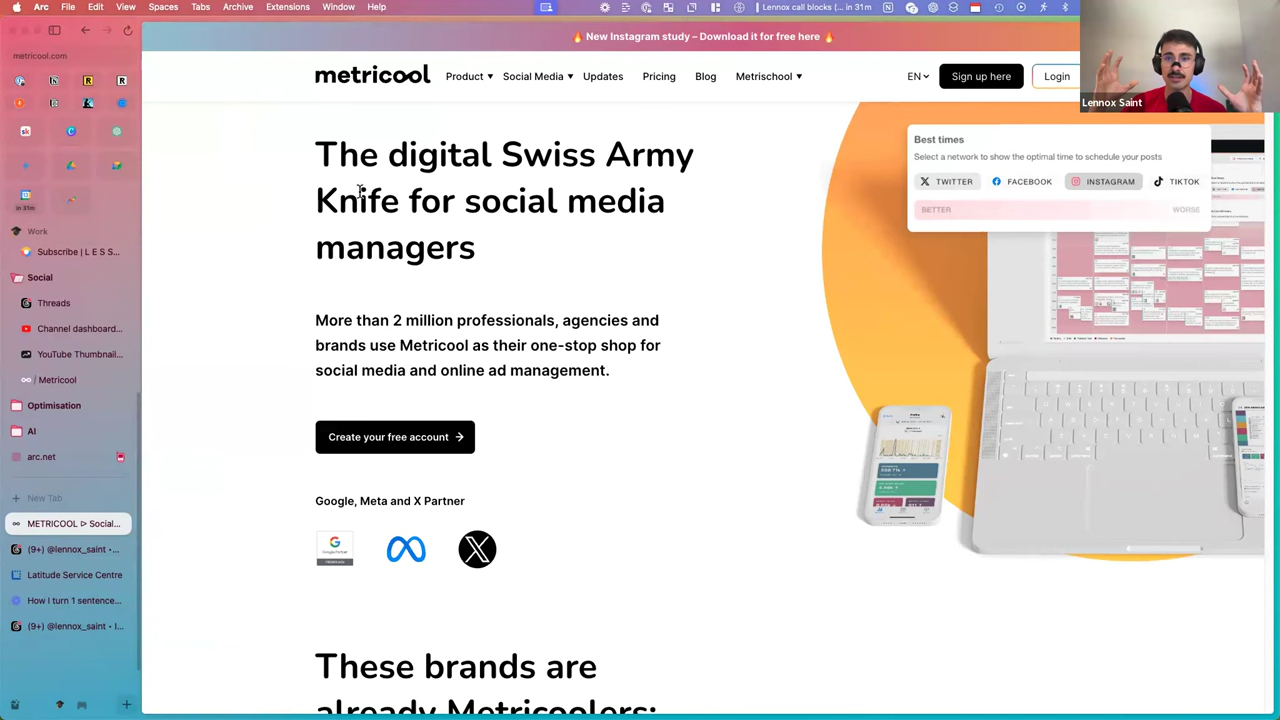 Arc File Edit View Spaces Tabs Archive Extensions Window Help
Lennox call blocks (... in 31m
metricool.com
in 31m
Work
Subscribe | L E S S...
Social
Threads
Channel dashboard...
YouTube Thumbnail...
/ Metricool
Optimisation
AI
arc.net
New Tab
METRICOOL ▷ Social...
(9+) @lennox_saint •...
Latitude Service Centre
How I turn 1 sentence...
(9+) @lennox_saint • I...
🔥 New Instagram study – Download it for free here 🔥
metricool
Product Social Media Updates Pricing Blog Metrischool
EN Sign up here Login
Lennox Saint
The digital Swiss Army
Knife for social media
managers
More than 2 million professionals, agencies and
brands use Metricool as their one-stop shop for
social media and online ad management.
Create your free account →
Google, Meta and X Partner
Google Partner
Best times
Select a network to show the optimal time to schedule your posts
TWITTER FACEBOOK INSTAGRAM TIKTOK
BETTER WORSE
These brands are
already Metricoolers: